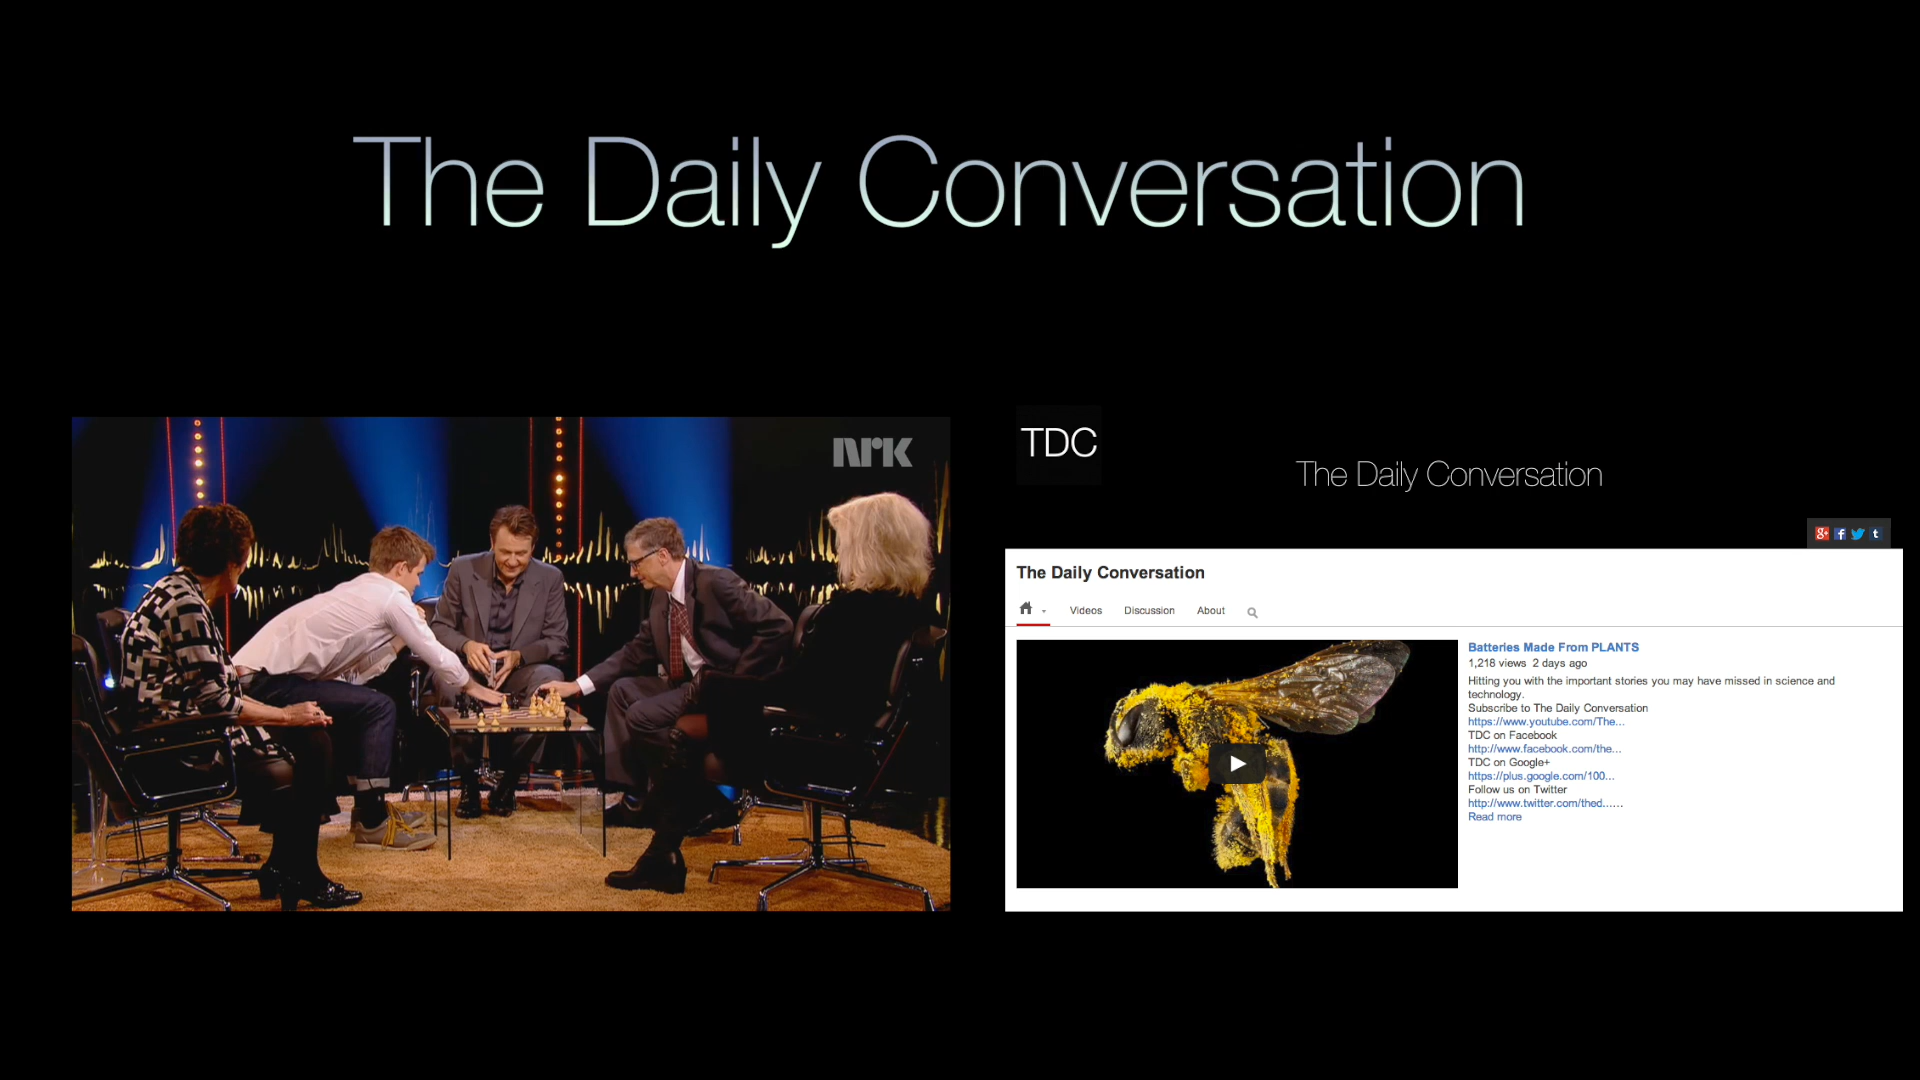 The Daily Conversation
nrk
TDC
The Daily Conversation
g+ f t
The Daily Conversation
Videos Discussion About
Batteries Made From PLANTS
1,218 views 2 days ago
Hitting you with the important stories you may have missed in science and
technology.
Subscribe to The Daily Conversation
https://www.youtube.com/The...
TDC on Facebook
http://www.facebook.com/the...
TDC on Google+
https://plus.google.com/100...
Follow us on Twitter
http://www.twitter.com/thed......
Read more